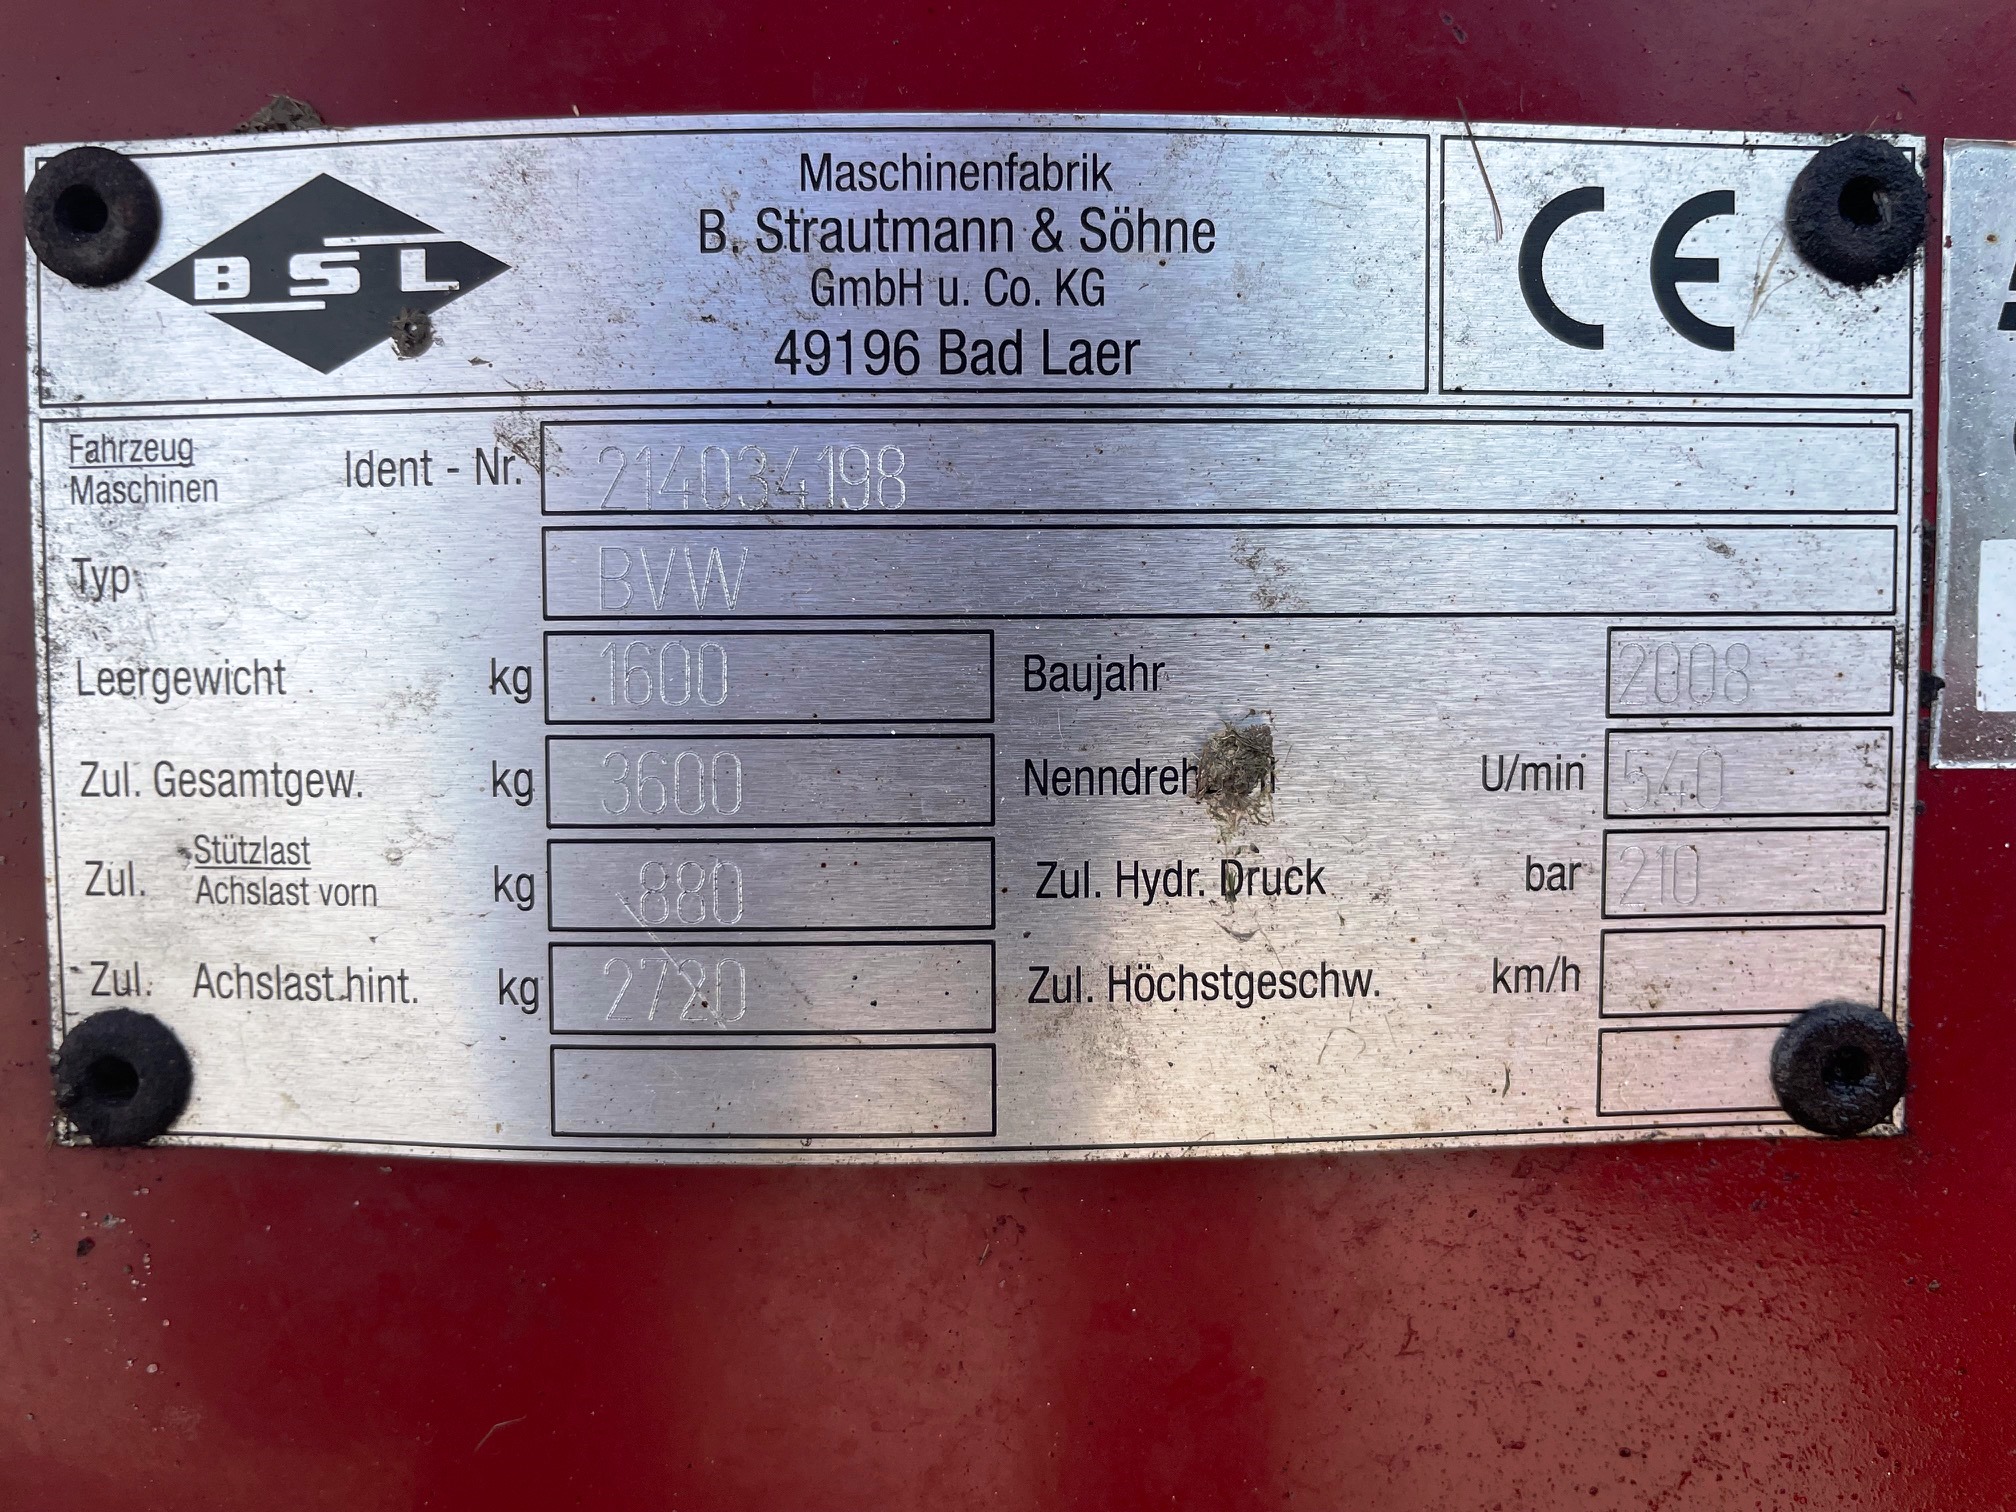 BSL
Maschinenfabrik
B. Strautmann & Söhne
GmbH u. Co. KG
49196 Bad Laer
CE
Fahrzeug
Maschinen
Ident - Nr. 214034198
Typ BVW
Leergewicht kg 1600
Baujahr 2008
Zul. Gesamtgew. kg 3600
U/min 540
Zul. Stützlast
Achslast vorn kg 880
Zul. Hydr. Druck bar 210
Zul. Achslast hint. kg 2720
Zul. Höchstgeschw. km/h